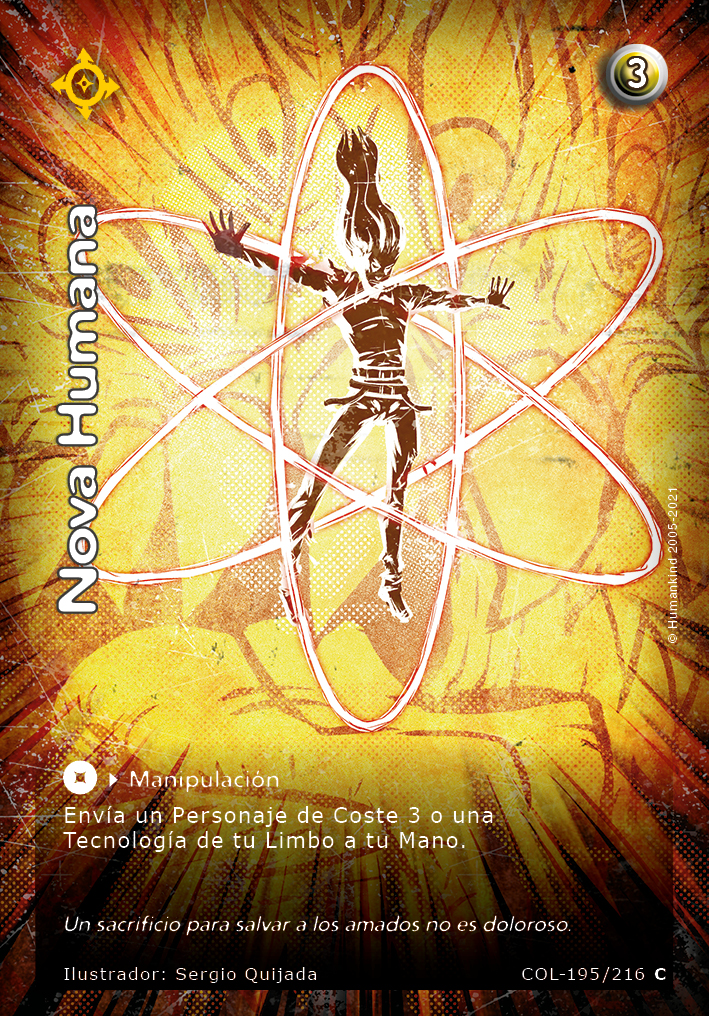 3
Nova Humana
© Humankind 2005-2021
Manipulación
Envía un Personaje de Coste 3 o una
Tecnología de tu Limbo a tu Mano.
Un sacrificio para salvar a los amados no es doloroso.
Ilustrador: Sergio Quijada
COL-195/216 C